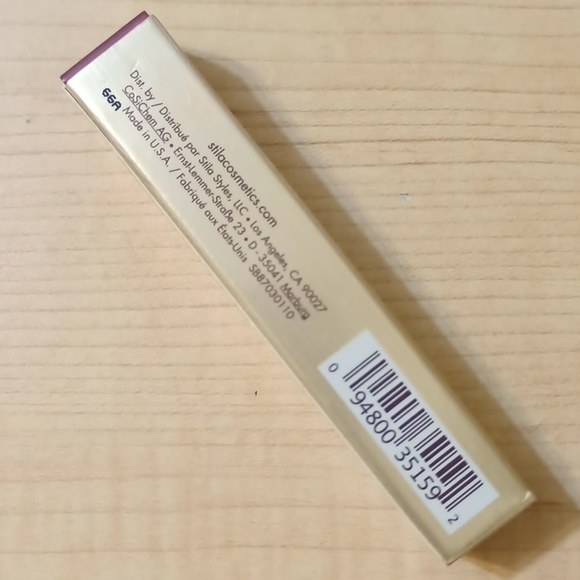 stilacosmetics.com
Dist. by / Distribué par Stila Styles, LLC • Los Angeles, CA 90027
CoSiChem AG • Ernst-Lemmer-Straße 23 • D - 35041 Marburg
Made in U.S.A. / Fabriqué aux États-Unis SB87030110
66A
0 94800 35159 2